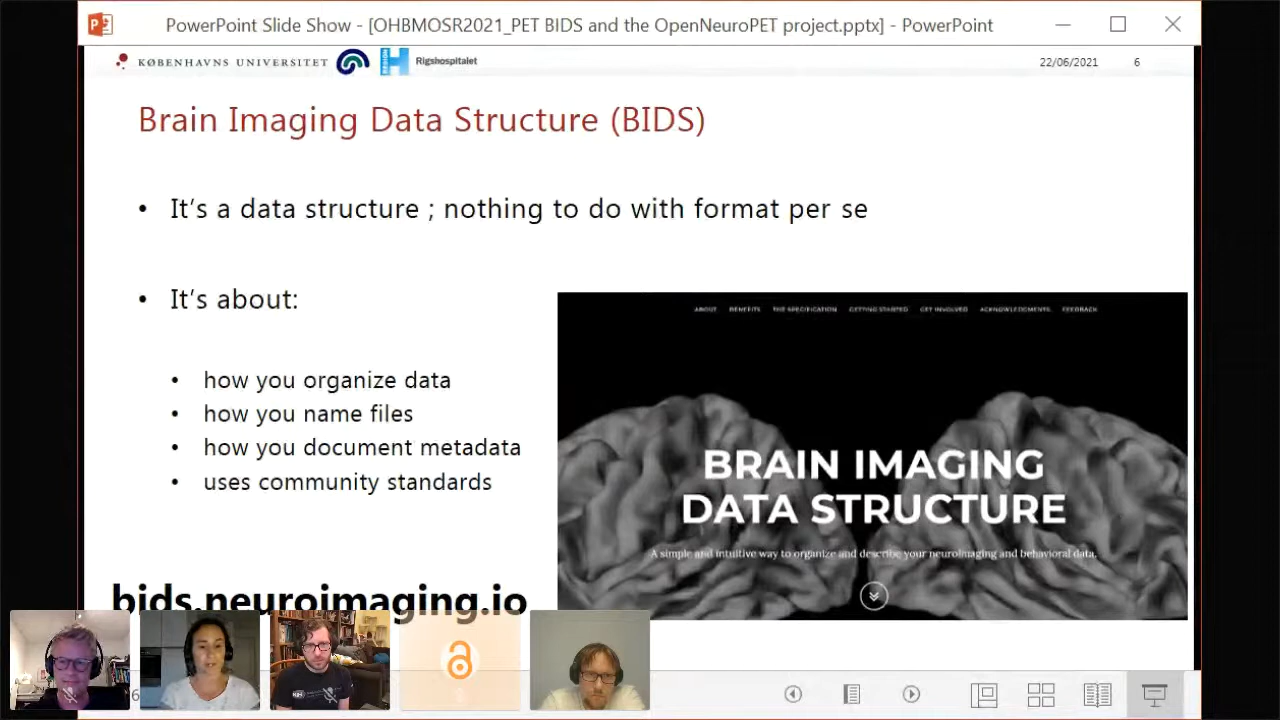 PowerPoint Slide Show - [OHBMOSR2021_PET BIDS and the OpenNeuroPET project.pptx] - PowerPoint
KØBENHAVNS UNIVERSITET
REGION
H
Rigshospitalet
22/06/2021 6
Brain Imaging Data Structure (BIDS)
• It's a data structure ; nothing to do with format per se
• It's about:
• how you organize data
• how you name files
• how you document metadata
• uses community standards
ABOUT BENEFITS THE SPECIFICATION GETTING STARTED GET INVOLVED ACKNOWLEDGMENTS FEEDBACK
BRAIN IMAGING
DATA STRUCTURE
A simple and intuitive way to organize and describe your neuroimaging and behavioral data.
bids.neuroimaging.io